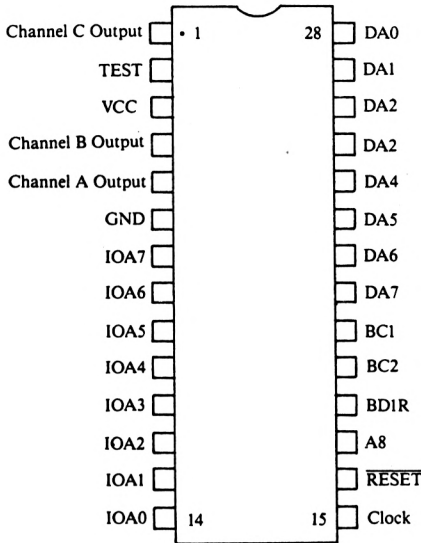 Channel C Output 1 28 DA0
TEST DA1
VCC DA2
Channel B Output DA2
Channel A Output DA4
GND DA5
IOA7 DA6
IOA6 DA7
IOA5 BC1
IOA4 BC2
IOA3 BD1R
IOA2 A8
IOA1 RESET
IOA0 14 15 Clock